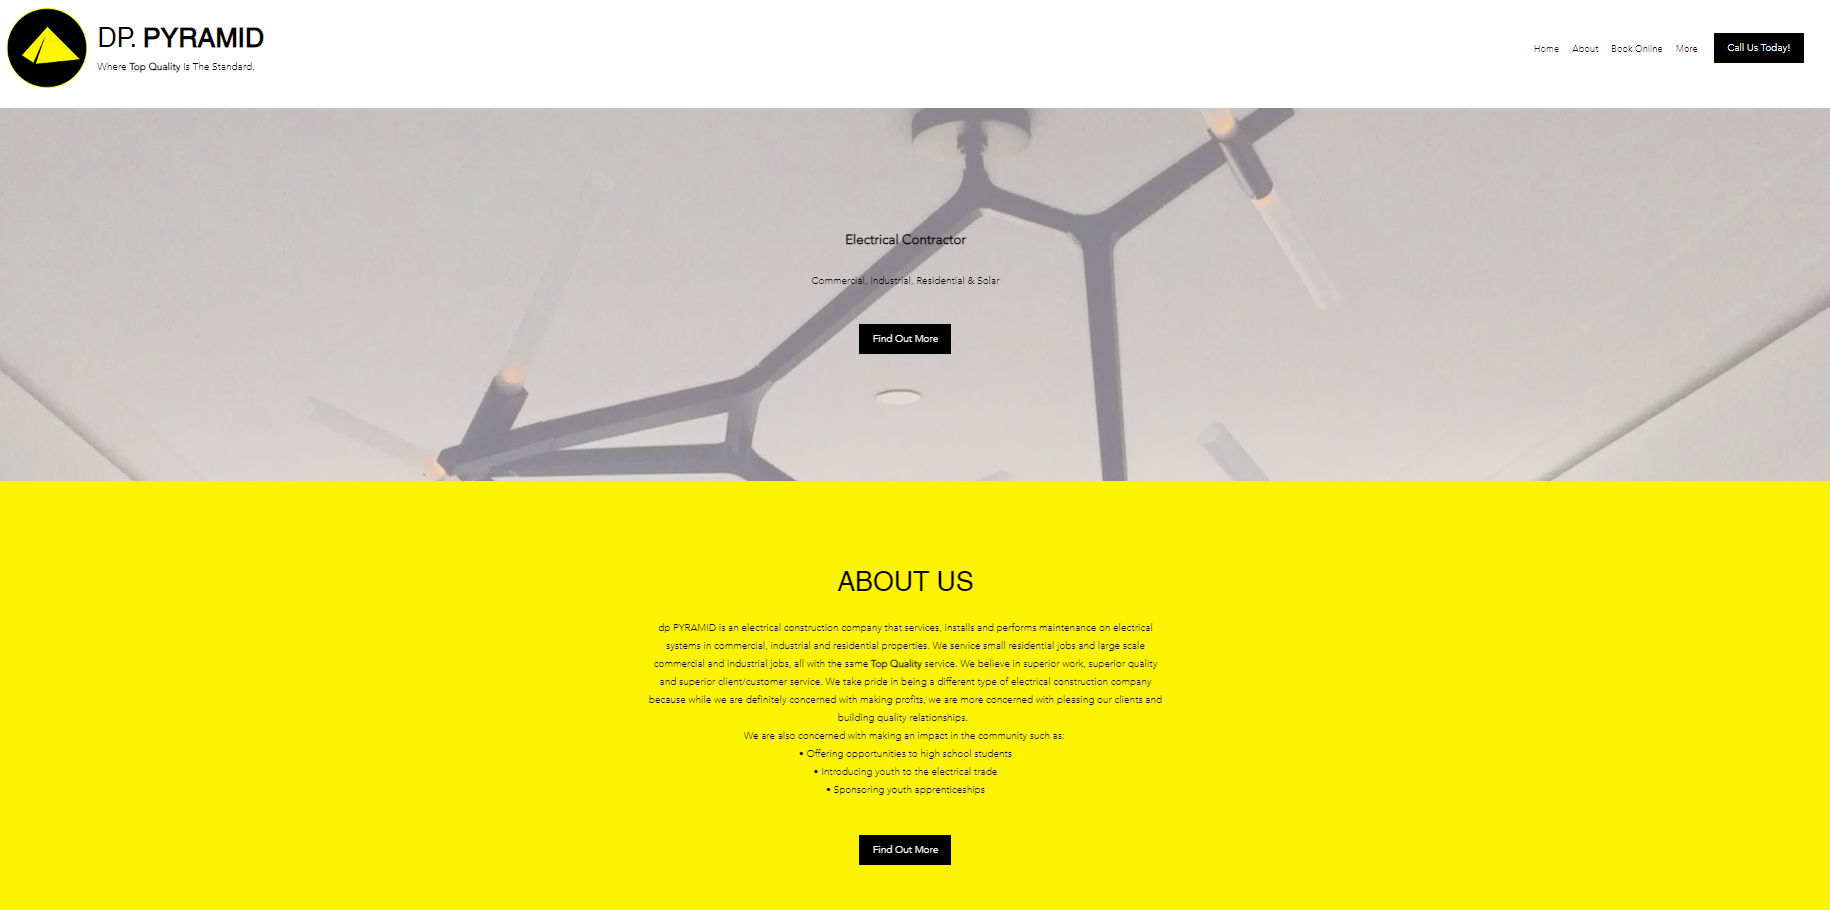 DP. PYRAMID
Where Top Quality Is The Standard.
Home About Book Online More Call Us Today!
Electrical Contractor
Commercial, Industrial, Residential & Solar
Find Out More
ABOUT US
dp PYRAMID is an electrical construction company that services, installs and performs maintenance on electrical
systems in commercial, industrial and residential properties. We service small residential jobs and large scale
commercial and industrial jobs, all with the same Top Quality service. We believe in superior work, superior quality
and superior client/customer service. We take pride in being a different type of electrical construction company
because while we are definitely concerned with making profits, we are more concerned with pleasing our clients and
building quality relationships.
We are also concerned with making an impact in the community such as:
• Offering opportunities to high school students
• Introducing youth to the electrical trade
• Sponsoring youth apprenticeships
Find Out More